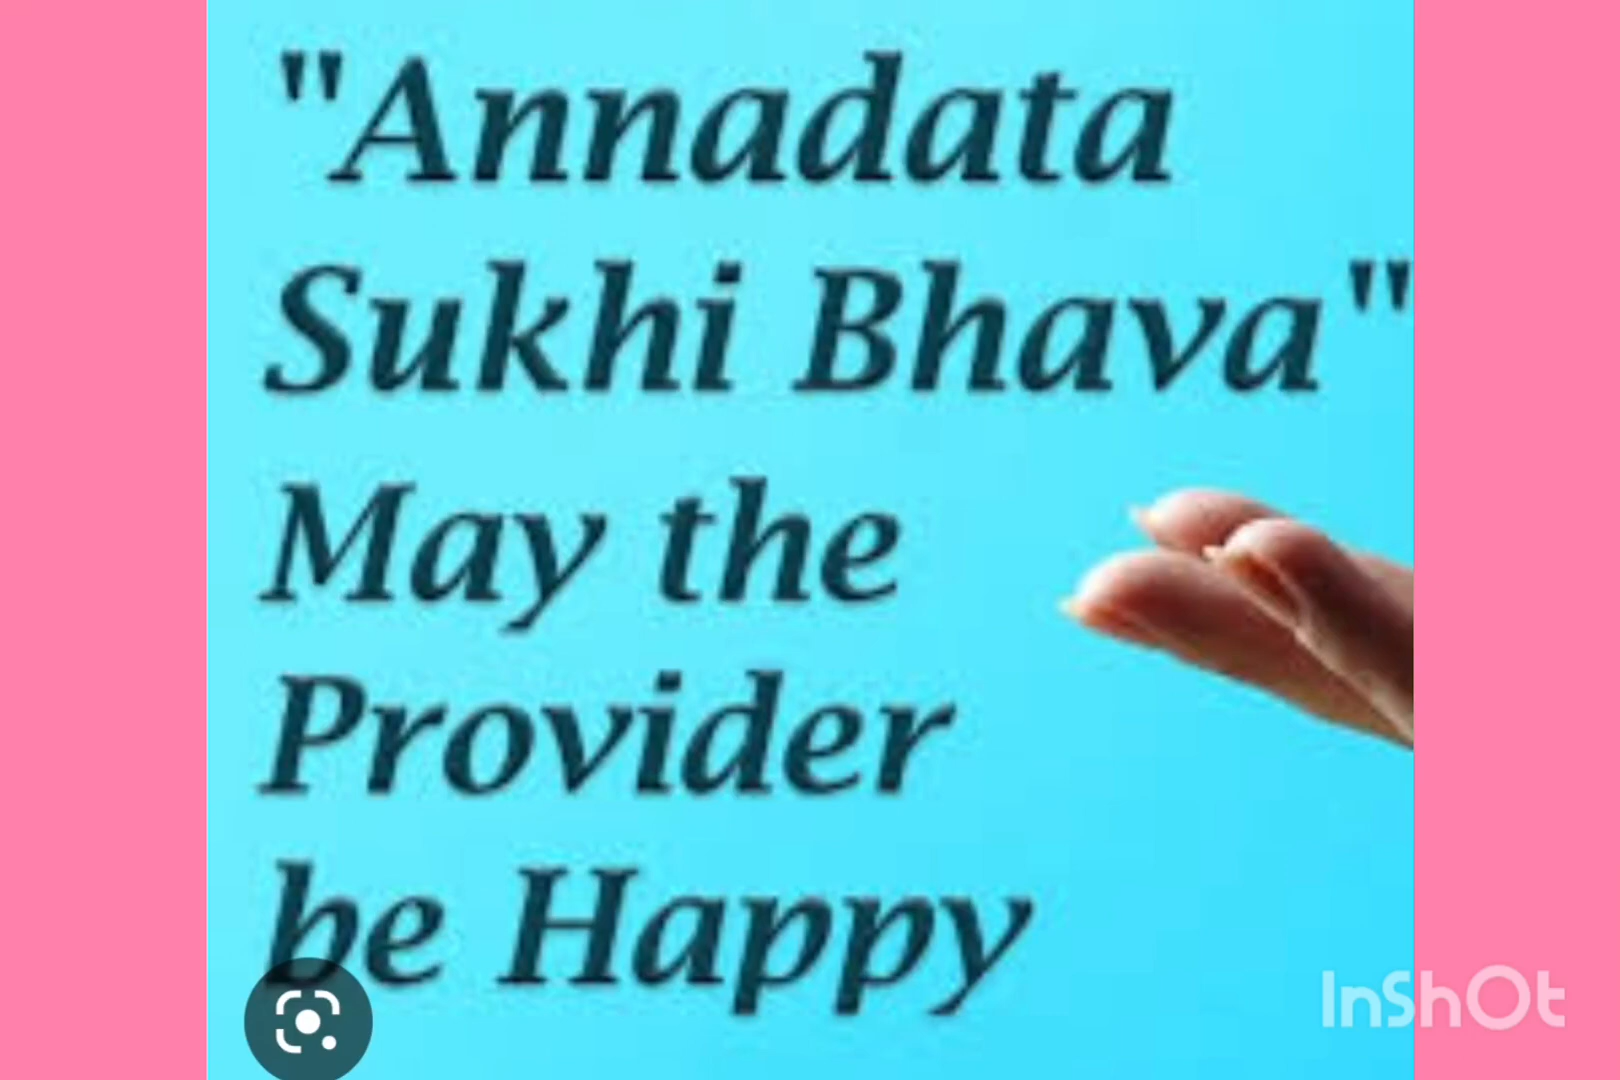 "Annadata
Sukhi Bhava"
May the
Provider
be Happy
InShOt